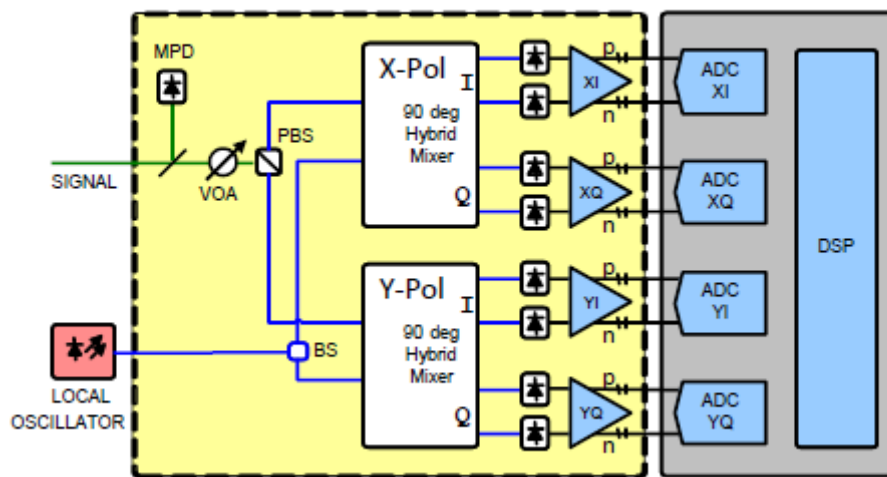 MPD
SIGNAL
VOA
PBS
LOCAL
OSCILLATOR
BS
X-Pol
I
90 deg
Hybrid
Mixer
Q
Y-Pol
I
90 deg
Hybrid
Mixer
Q
XI
p
n
XQ
p
n
YI
p
n
YQ
p
n
ADC
XI
ADC
XQ
ADC
YI
ADC
YQ
DSP